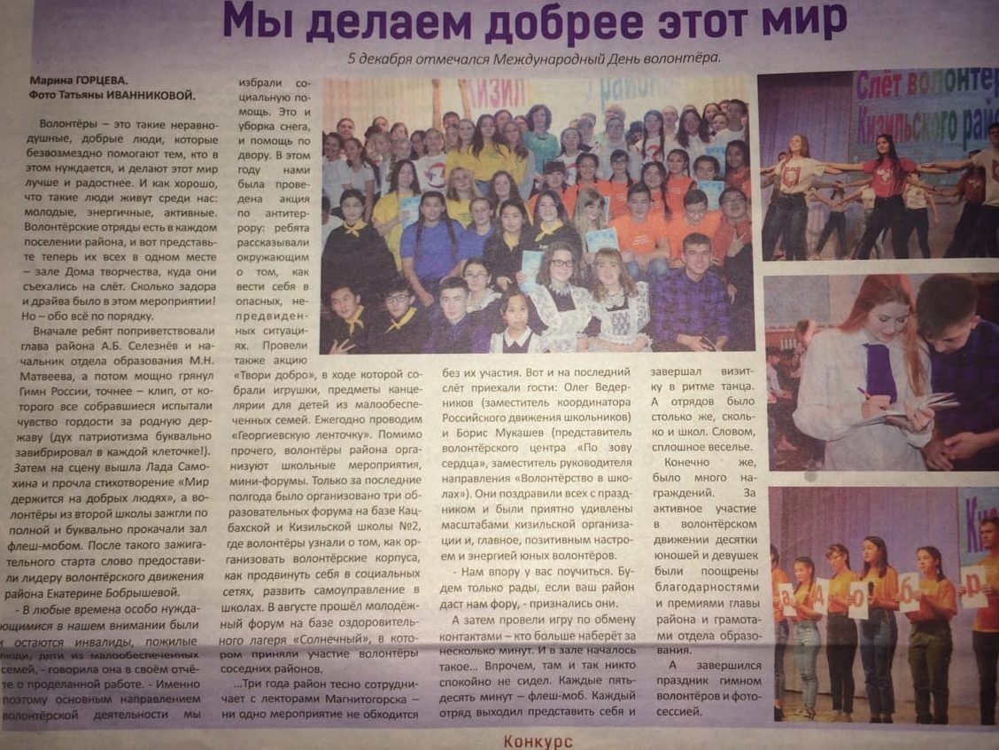 Мы делаем добрее этот мир
5 декабря отмечался Международный День волонтёра.
Марина ГОРЦЕВА.
Фото Татьяны ИВАННИКОВОЙ.
Волонтёры – это такие неравно-
душные, добрые люди, которые
безвозмездно помогают тем, кто в
этом нуждается, и делают этот мир
лучше и радостнее. И как хорошо,
что такие люди живут среди нас:
молодые, энергичные, активные.
Волонтёрские отряды есть в каждом
поселении района, и вот представь-
те теперь их всех в одном месте
– зале Дома творчества, куда они
съехались на слёт. Сколько задора
и драйва было в этом мероприятии!
Но – обо всё по порядку.
Вначале ребят поприветствовали
глава района А.Б. Селезнёв и на-
чальник отдела образования М.Н.
Матвеева, а потом мощно грянул
Гимн России, точнее – клип, от ко-
торого все собравшиеся испытали
чувство гордости за родную дер-
жаву (дух патриотизма буквально
завибрировал в каждой клеточке!).
Затем на сцену вышла Лада Само-
хина и прочла стихотворение «Мир
держится на добрых людях», а во-
лонтёры из второй школы зажгли по
полной и буквально прокачали зал
флеш-мобом. После такого зажига-
тельного старта слово предостави-
ли лидеру волонтёрского движения
района Екатерине Бобрышевой.
- В любые времена особо нужда-
ющимися в нашем внимании были
и остаются инвалиды, пожилые
люди, дети из малообеспеченных
семей, - говорила она в своём отчё-
те о проделанной работе. - Именно
поэтому основным направлением
волонтёрской деятельности мы
избрали со-
циальную по-
мощь. Это и
уборка снега,
и помощь по
двору. В этом
году нами
была прове-
дена акция
по антитер-
рору: ребята
рассказывали
окружающим
о том, как
вести себя в
опасных, не-
предвиден-
ных ситуаци-
ях. Провели
также акцию
«Твори добро», в ходе которой со-
брали игрушки, предметы канце-
лярии для детей из малообеспе-
ченных семей. Ежегодно проводим
«Георгиевскую ленточку». Помимо
прочего, волонтёры района орга-
низуют школьные мероприятия,
мини-форумы. Только за последние
полгода было организовано три об-
разовательных форума на базе Кац-
бахской и Кизильской школы №2,
где волонтёры узнали о том, как ор-
ганизовать волонтёрские корпуса,
как продвинуть себя в социальных
сетях, развить самоуправление в
школах. В августе прошёл молодёж-
ный форум на базе оздоровитель-
ного лагеря «Солнечный», в кото-
ром приняли участие волонтёры
соседних районов.
...Три года район тесно сотрудни-
чает с лекторами Магнитогорска –
ни одно мероприятие не обходится
без их участия. Вот и на последний
слёт приехали гости: Олег Ведер-
ников (заместитель координатора
Российского движения школьников)
и Борис Мукашев (представитель
волонтёрского центра «По зову
сердца», заместитель руководителя
направления «Волонтёрство в шко-
лах»). Они поздравили всех с празд-
ником и были приятно удивлены
масштабами кизильской организа-
ции и, главное, позитивным настро-
ем и энергией юных волонтёров.
- Нам впору у вас поучиться. Бу-
дем только рады, если ваш район
даст нам фору, - признались они.
А затем провели игру по обмену
контактами – кто больше наберёт за
несколько минут. И в зале началось
такое... Впрочем, там и так никто
спокойно не сидел. Каждые пять-
десять минут – флеш-моб. Каждый
отряд выходил представить себя и
завершал визит-
ку в ритме танца.
А отрядов было
столько же, сколь-
ко и школ. Словом,
сплошное веселье.
Конечно же,
было много на-
граждений. За
активное участие
в волонтёрском
движении десятки
юношей и девушек
были поощрены
благодарностями
и премиями главы
района и грамота-
ми отдела образо-
вания.
А завершился
праздник гимном
волонтёров и фото-
сессией.
Кизил
район
Слёт волонтер
Кизильского рай
Ки
а д о б р
Конкурс